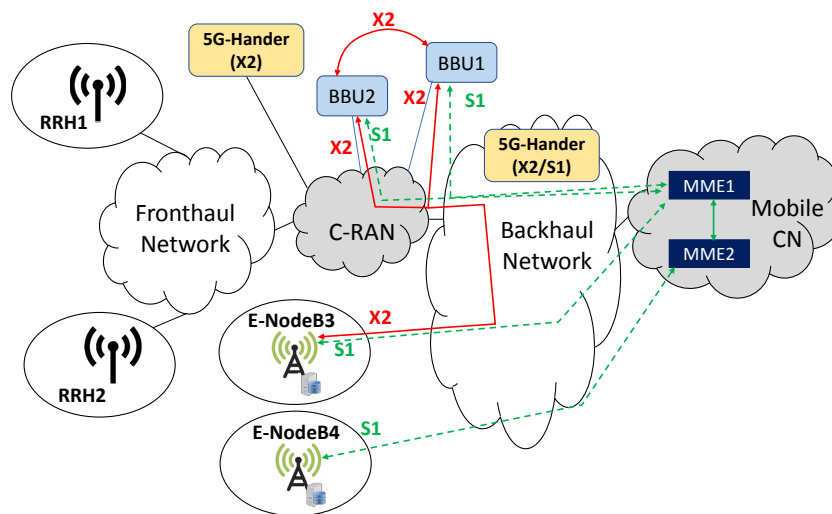 X2
5G-Hander
(X2)
BBU1
BBU2
X2
S1
S1
X2
5G-Hander
(X2/S1)
RRH1
MME1
Fronthaul
Network
C-RAN
Backhaul
Network
Mobile
CN
MME2
E-NodeB3
X2
S1
RRH2
E-NodeB4
S1